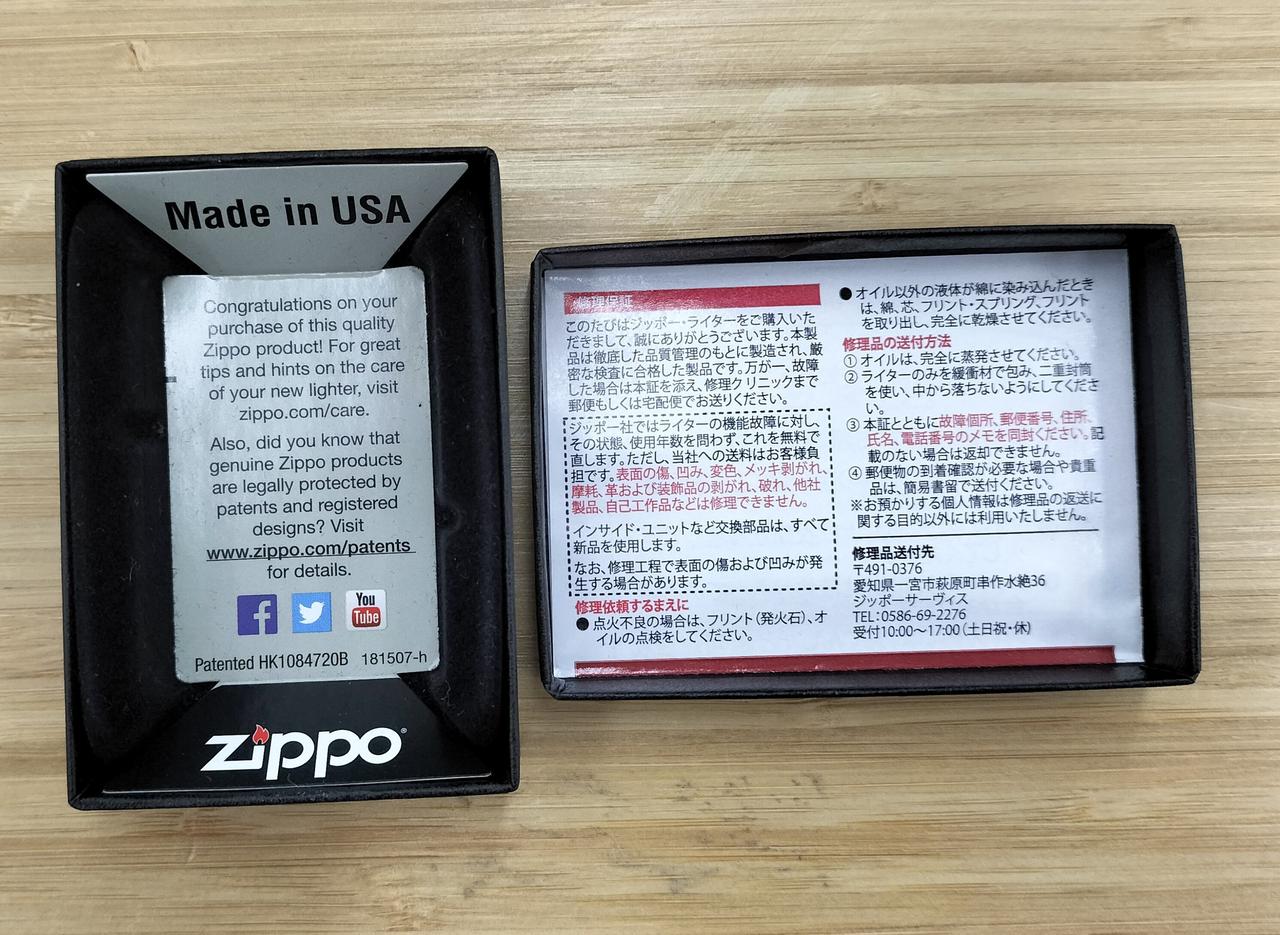 Made in USA
Congratulations on your
purchase of this quality
Zippo product! For great
tips and hints on the care
of your new lighter, visit
zippo.com/care.
Also, did you know that
genuine Zippo products
are legally protected by
patents and registered
designs? Visit
www.zippo.com/patents
for details.
f
You
Tube
Patented HK1084720B 181507-h
zippo®
修理保証
このたびはジッポー・ライターをご購入いた
だきまして、誠にありがとうございます。本製
品は徹底した品質管理のもとに製造され、厳
密な検査に合格した製品です。万が一、故障
した場合は本証を添え、修理クリニックまで
郵便もしくは宅配便でお送りください。
ジッポー社ではライターの機能故障に対し、
その状態、使用年数を問わず、これを無料で
直します。ただし、当社への送料はお客様負
担です。表面の傷、凹み、変色、メッキ剥がれ、
摩耗、革および装飾品の剥がれ、破れ、他社
製品、自己工作品などは修理できません。
インサイド・ユニットなど交換部品は、すべて
新品を使用します。
なお、修理工程で表面の傷および凹みが発
生する場合があります。
修理依頼するまえに
●点火不良の場合は、フリント(発火石)、オ
イルの点検をしてください。
●オイル以外の液体が綿に染み込んだとき
は、綿、芯、フリント・スプリング、フリント
を取り出し、完全に乾燥させてください。
修理品の送付方法
①オイルは、完全に蒸発させてください。
②ライターのみを緩衝材で包み、二重封筒
を使い、中から落ちないようにしてくださ
い。
③本証とともに故障個所、郵便番号、住所、
氏名、電話番号のメモを同封ください。記
載のない場合は返却できません。
④郵便物の到着確認が必要な場合や貴重
品は、簡易書留で送付ください。
※お預かりする個人情報は修理品の返送に
関する目的以外には利用いたしません。
修理品送付先
〒491-0376
愛知県一宮市萩原町串作水絶36
ジッポーサーヴィス
TEL:0586-69-2276
受付10:00〜17:00(土日祝・休)